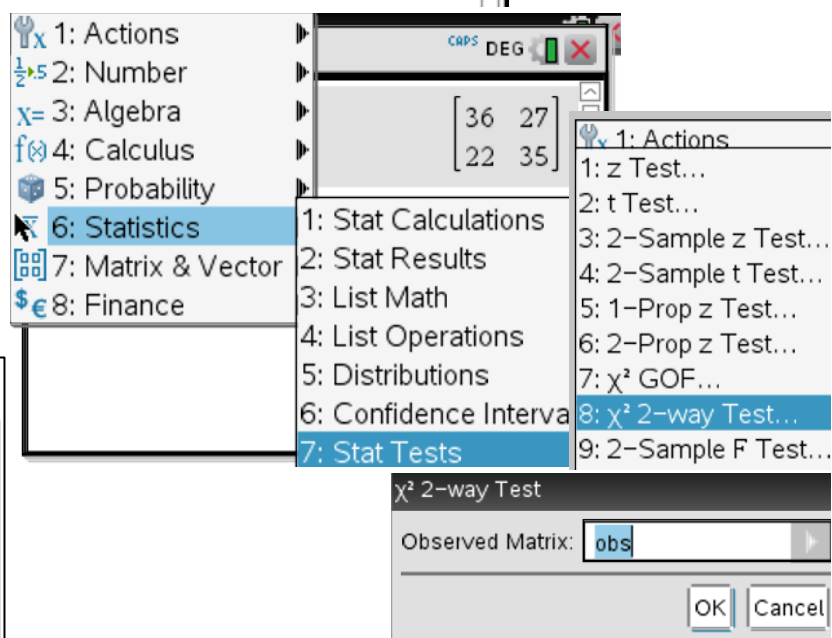 1: Actions
2: Number
3: Algebra
4: Calculus
5: Probability
6: Statistics
7: Matrix & Vector
8: Finance
CAPS DEG
36 27
22 35
1: Stat Calculations
2: Stat Results
3: List Math
4: List Operations
5: Distributions
6: Confidence Interva
7: Stat Tests
1: Actions
1: z Test...
2: t Test...
3: 2-Sample z Test...
4: 2-Sample t Test...
5: 1-Prop z Test...
6: 2-Prop z Test...
7: χ² GOF...
8: χ² 2-way Test...
9: 2-Sample F Test...
χ² 2-way Test
Observed Matrix: obs
OK Cancel